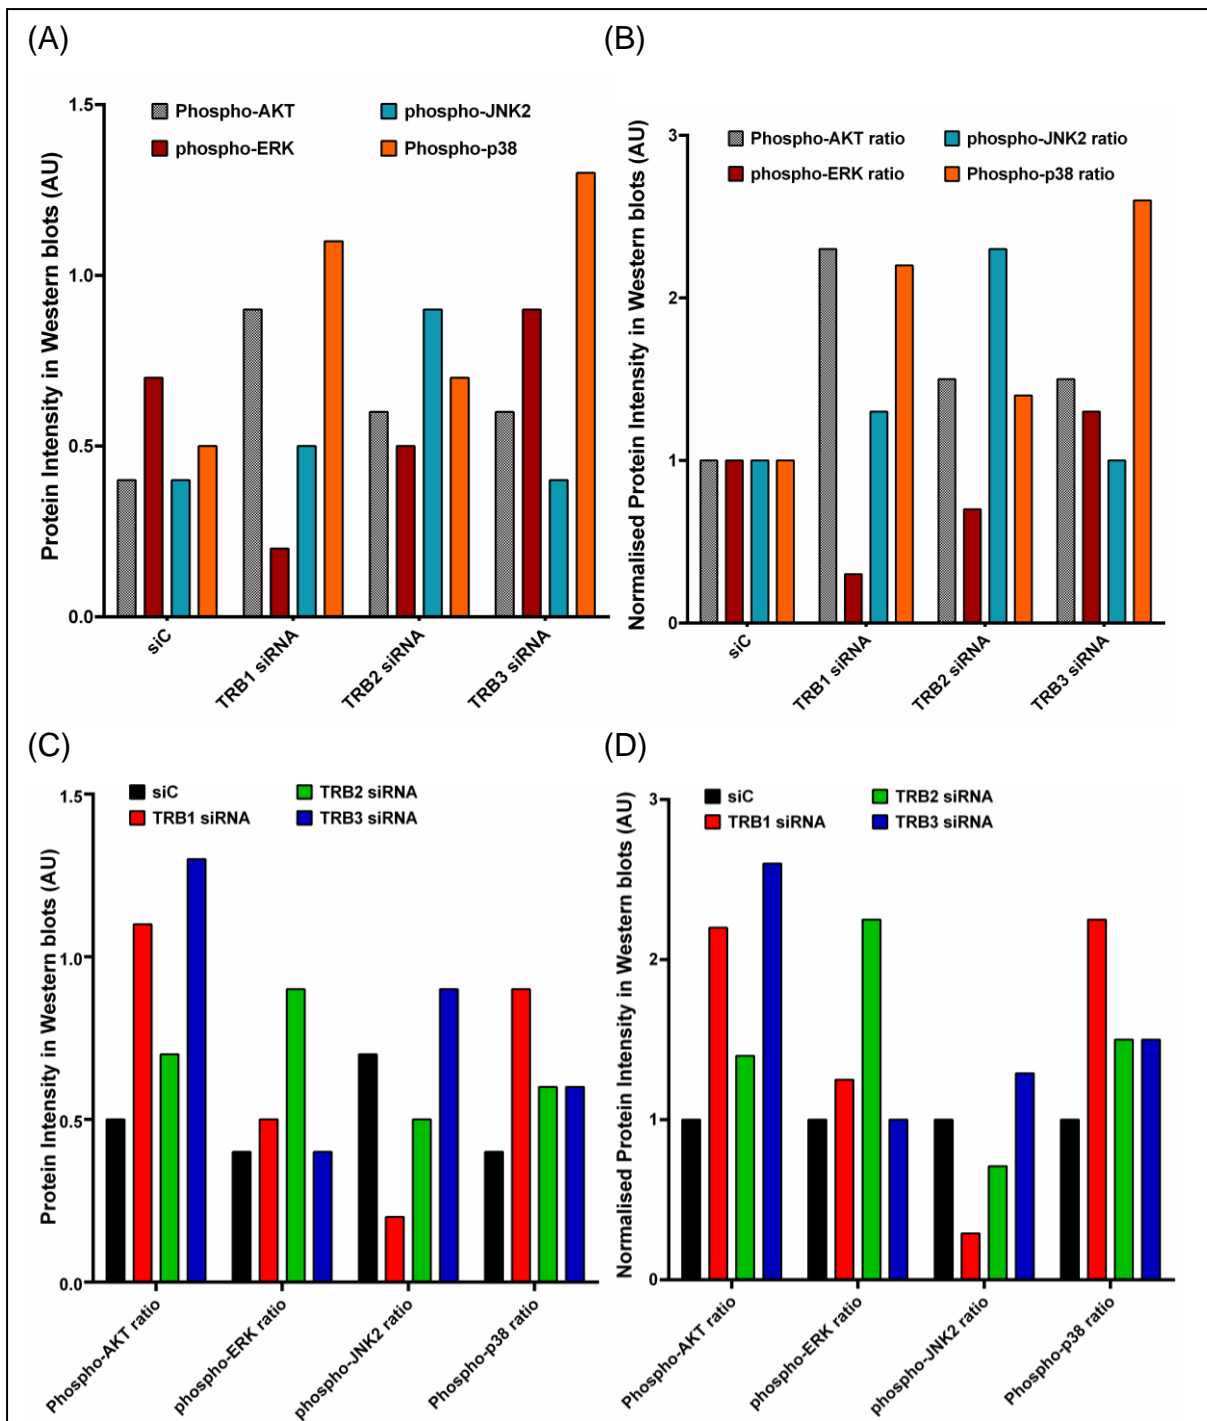 (A)
Phospho-AKT
phospho-JNK2
phospho-ERK
Phospho-p38
Protein Intensity in Western blots (AU)
1.5
1.0
0.5
0.0
siC
TRB1 siRNA
TRB2 siRNA
TRB3 siRNA
(B)
Phospho-AKT ratio
phospho-JNK2 ratio
phospho-ERK ratio
Phospho-p38 ratio
Normalised Protein Intensity in Western blots (AU)
3
2
1
0
siC
TRB1 siRNA
TRB2 siRNA
TRB3 siRNA
(C)
siC
TRB2 siRNA
TRB1 siRNA
TRB3 siRNA
Protein Intensity in Western blots (AU)
1.5
1.0
0.5
0.0
Phospho-AKT ratio
phospho-ERK ratio
phospho-JNK2 ratio
Phospho-p38 ratio
(D)
siC
TRB2 siRNA
TRB1 siRNA
TRB3 siRNA
Normalised Protein Intensity in Western blots (AU)
3
2
1
0
Phospho-AKT ratio
phospho-ERK ratio
phospho-JNK2 ratio
Phospho-p38 ratio